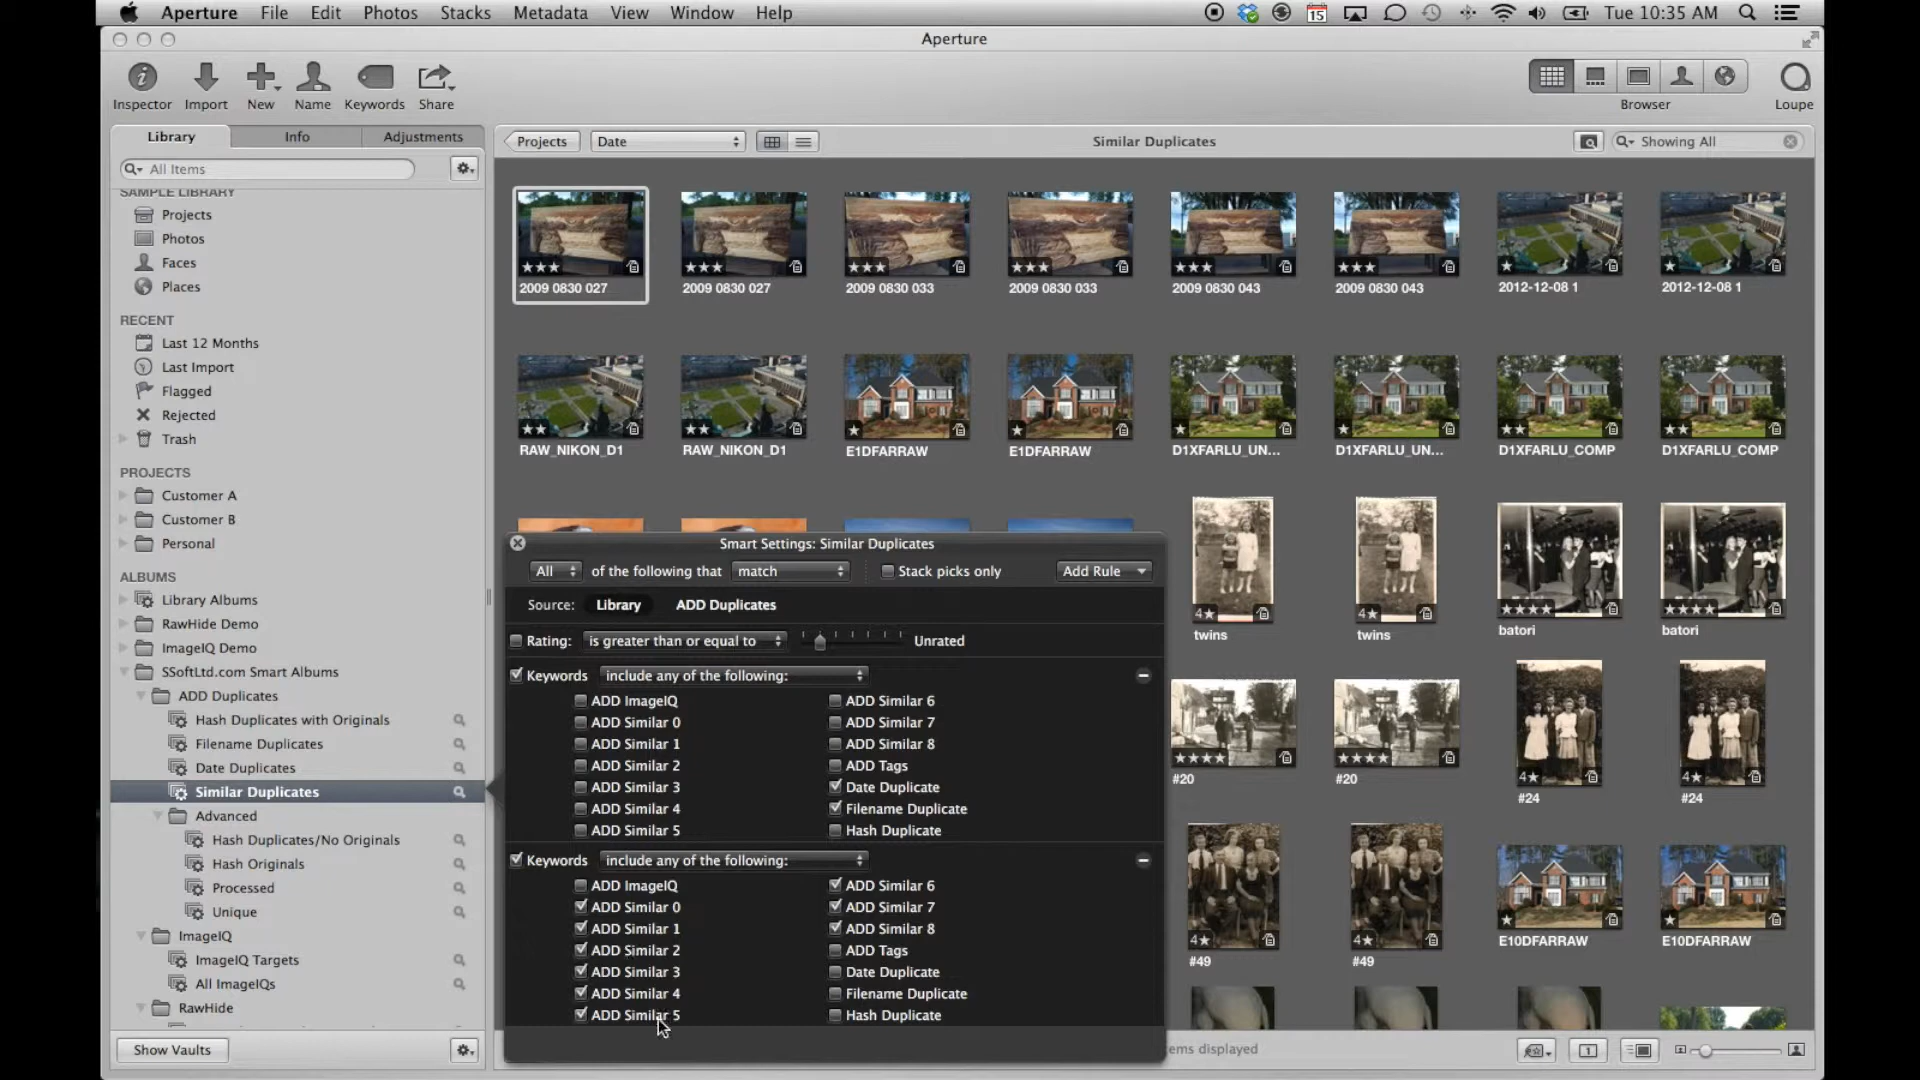 Aperture File Edit Photos Stacks Metadata View Window Help 15 Tue 10:35 AM
Aperture
Inspector Import New Name Keywords Share Browser Loupe
Library Info Adjustments
Projects Date Similar Duplicates Showing All
All Items
SAMPLE LIBRARY
Projects
Photos
Faces
Places
RECENT
Last 12 Months
Last Import
Flagged
Rejected
Trash
PROJECTS
Customer A
Customer B
Personal
ALBUMS
Library Albums
RawHide Demo
ImageIQ Demo
SSoftLtd.com Smart Albums
ADD Duplicates
Hash Duplicates with Originals
Filename Duplicates
Date Duplicates
Similar Duplicates
Advanced
Hash Duplicates/No Originals
Hash Originals
Processed
Unique
ImageIQ
ImageIQ Targets
All ImageIQs
RawHide
Show Vaults
2009 0830 027 2009 0830 027 2009 0830 033 2009 0830 033 2009 0830 043 2009 0830 043 2012-12-08 1 2012-12-08 1
RAW_NIKON_D1 RAW_NIKON_D1 E1DFARRAW E1DFARRAW D1XFARLU_UN... D1XFARLU_UN... D1XFARLU_COMP D1XFARLU_COMP
4★ 4★
twins twins batori batori
4★ 4★
#20 #20 #24 #24
4★ 4★
#49 #49 E10DFARRAW E10DFARRAW
Smart Settings: Similar Duplicates
All of the following that match Stack picks only Add Rule
Source: Library ADD Duplicates
Rating: is greater than or equal to Unrated
Keywords include any of the following:
ADD ImageIQ ADD Similar 6
ADD Similar 0 ADD Similar 7
ADD Similar 1 ADD Similar 8
ADD Similar 2 ADD Tags
ADD Similar 3 Date Duplicate
ADD Similar 4 Filename Duplicate
ADD Similar 5 Hash Duplicate
Keywords include any of the following:
ADD ImageIQ ADD Similar 6
ADD Similar 0 ADD Similar 7
ADD Similar 1 ADD Similar 8
ADD Similar 2 ADD Tags
ADD Similar 3 Date Duplicate
ADD Similar 4 Filename Duplicate
ADD Similar 5 Hash Duplicate
ems displayed 1